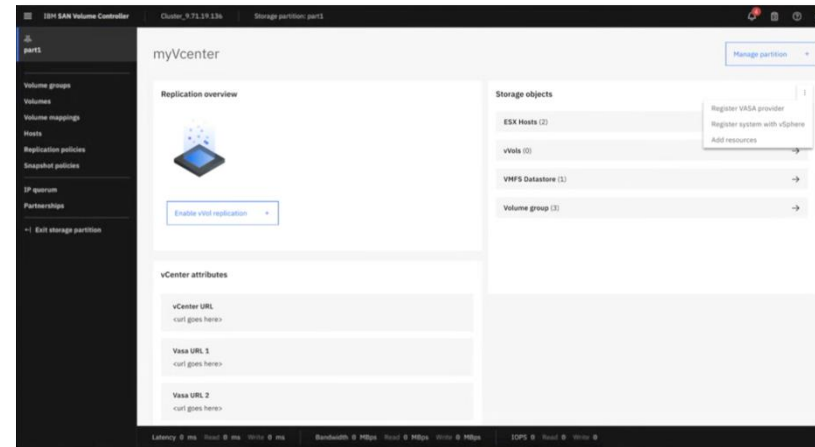 IBM SAN Volume Controller
Cluster_9.71.19.136
Storage partition: part1
part1
Volume groups
Volumes
Volume mappings
Hosts
Replication policies
Snapshot policies
IP quorum
Partnerships
Exit storage partition
myVcenter
Manage partition +
Replication overview
Enable vVol replication +
vCenter attributes
vCenter URL
<url goes here>
Vasa URL 1
<url goes here>
Vasa URL 2
<url goes here>
Storage objects
Register VASA provider
Register system with vSphere
Add resources
ESX Hosts (2)
vVols (0)
VMFS Datastore (1)
Volume group (3)
Latency 0 ms Read 0 ms Write 0 ms Bandwidth 0 MBps Read 0 MBps Write 0 MBps IOPS 0 Read 0 Write 0